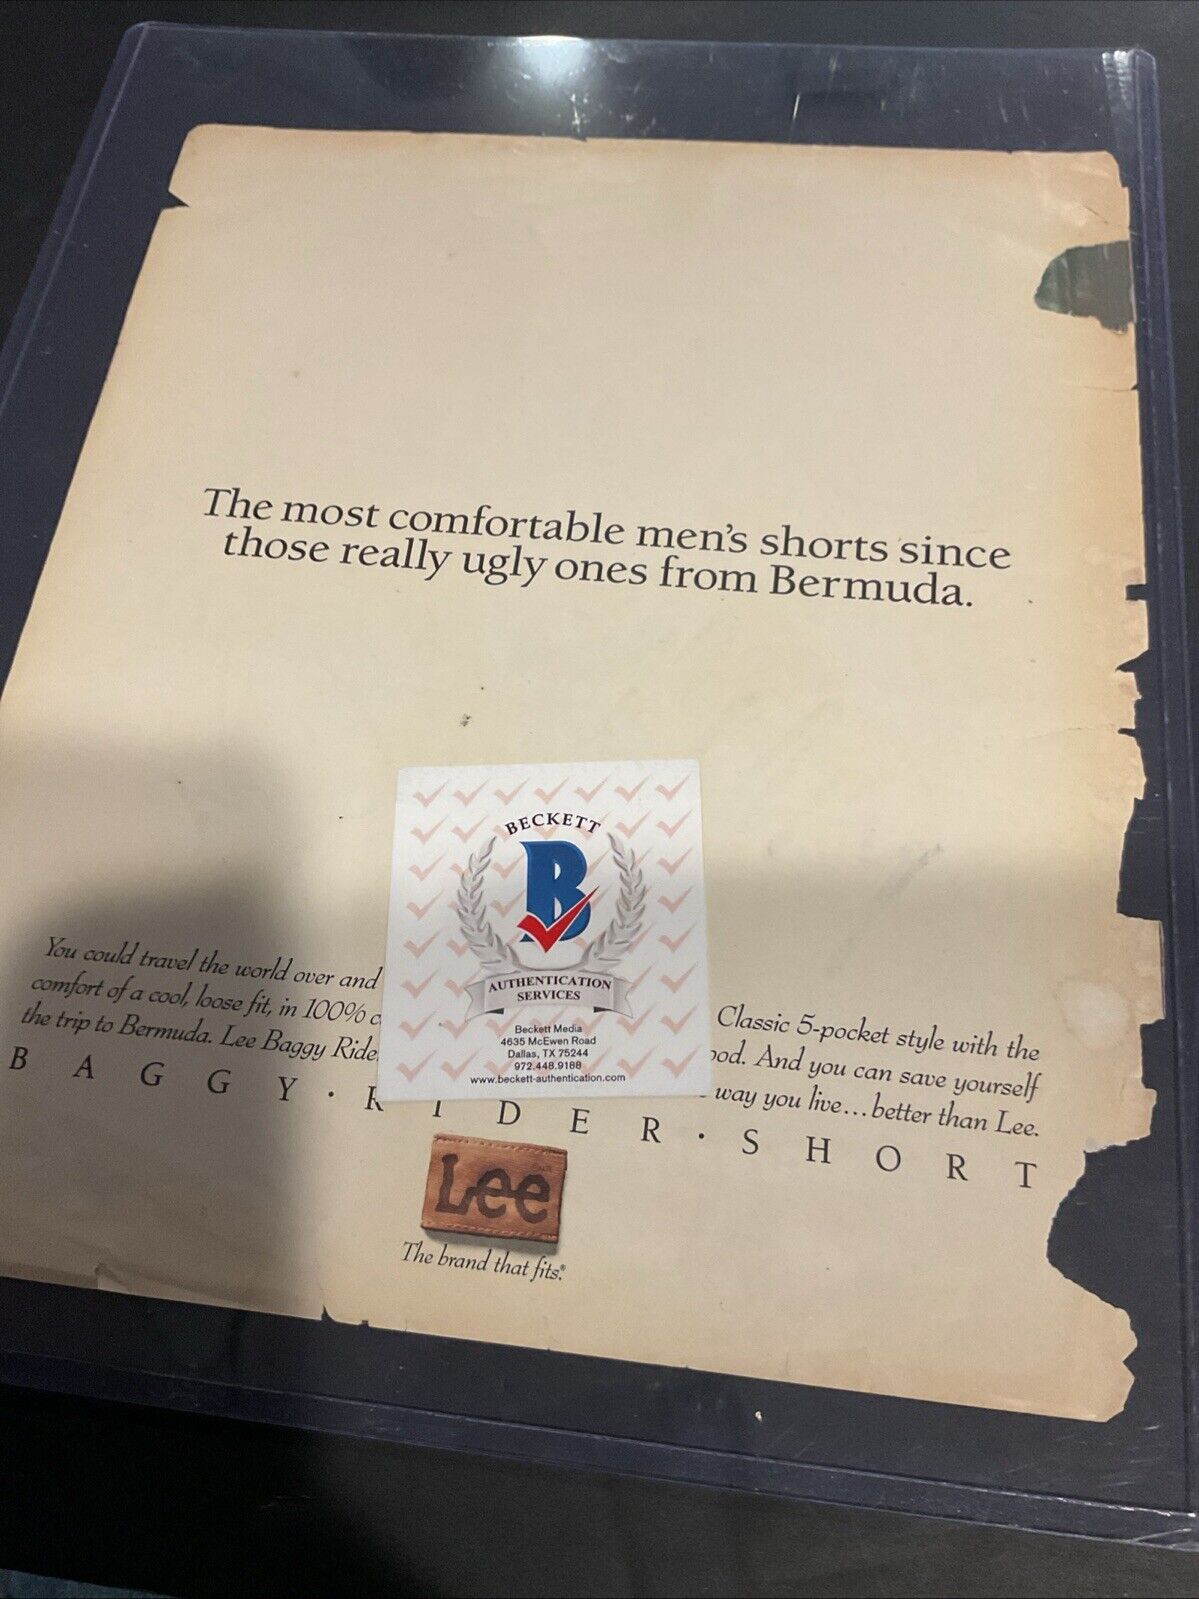 The most comfortable men's shorts since
those really ugly ones from Bermuda.
BECKETT
B
AUTHENTICATION
SERVICES
Beckett Media
4635 McEwen Road
Dallas, TX 75244
972.448.9188
www.beckett-authentication.com
You could travel the world over and Classic 5-pocket style with the
comfort of a cool, loose fit, in 100% And you can save yourself
the trip to Bermuda. Lee Baggy way you live...better than Lee.
BAGGY·RIDER·SHORT
Lee
The brand that fits.®